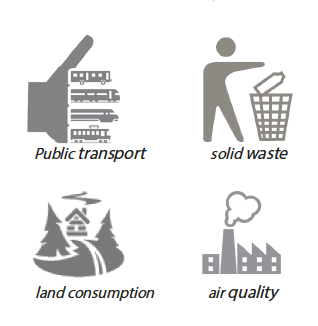 Public transport
solid waste
land consumption
air quality